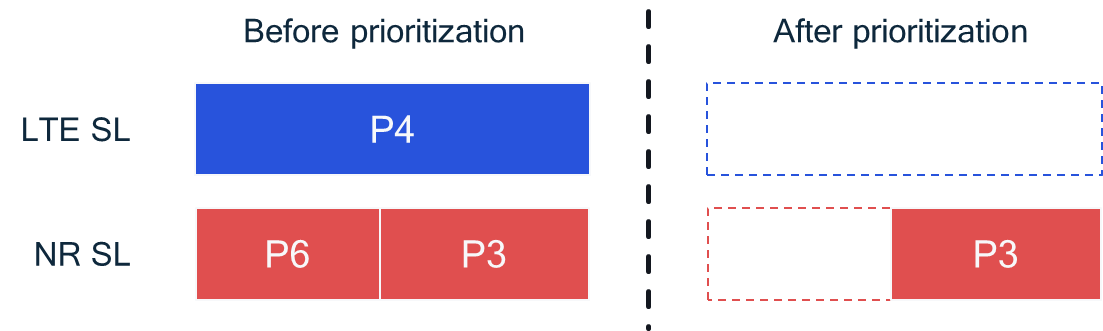 Before prioritization
After prioritization
LTE SL
P4
NR SL
P6
P3
P3